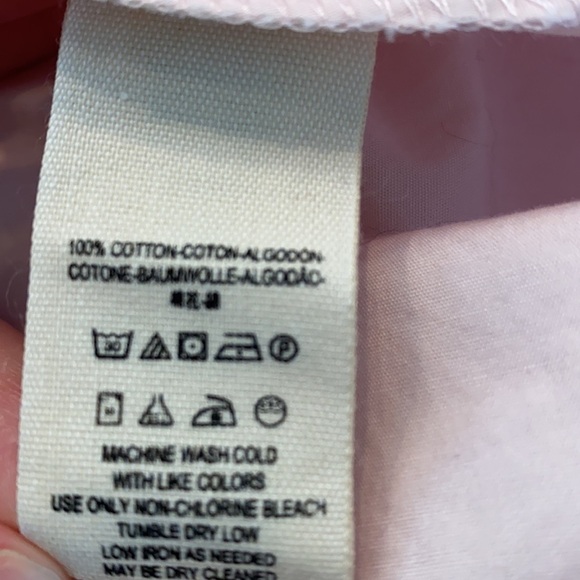 100% COTTON-COTON-ALGODÓN-
COTONE-BAUMWOLLE-ALGODÃO-
30
P
MACHINE WASH COLD
WITH LIKE COLORS
USE ONLY NON-CHLORINE BLEACH
TUMBLE DRY LOW
LOW IRON AS NEEDED
MAY BE DRY CLEANED